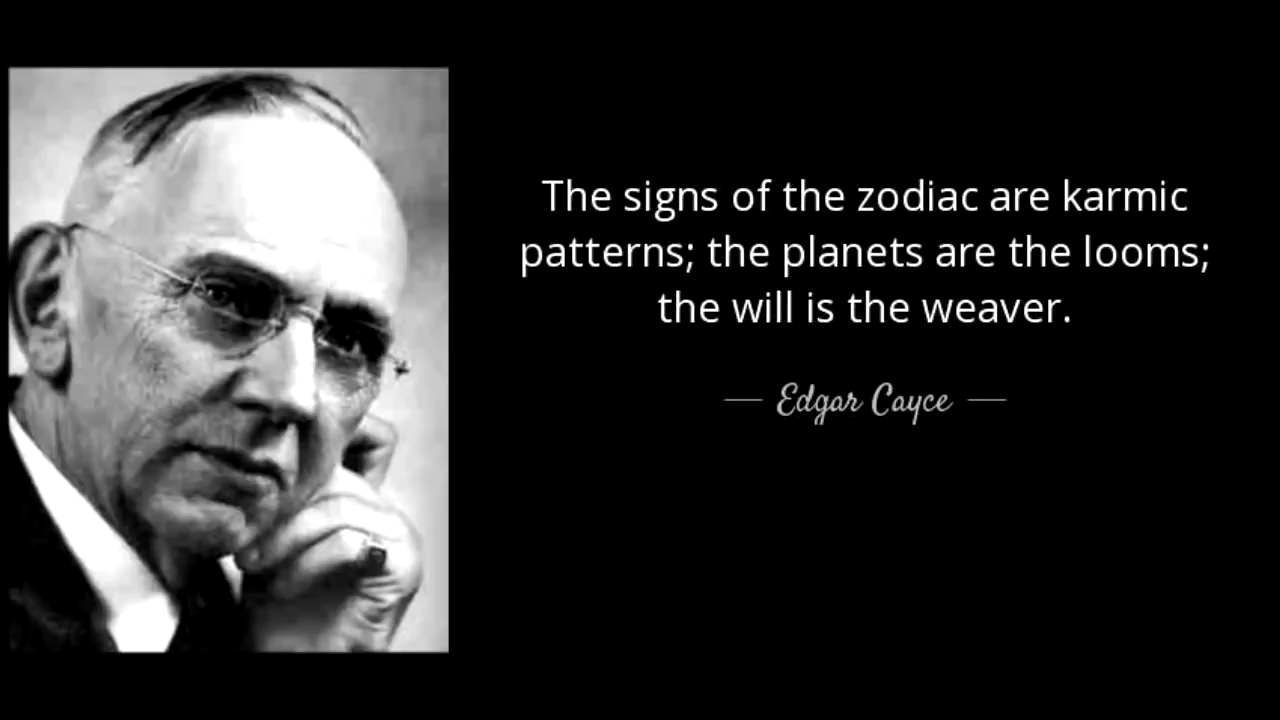 The signs of the zodiac are karmic
patterns; the planets are the looms;
the will is the weaver.
Edgar Cayce